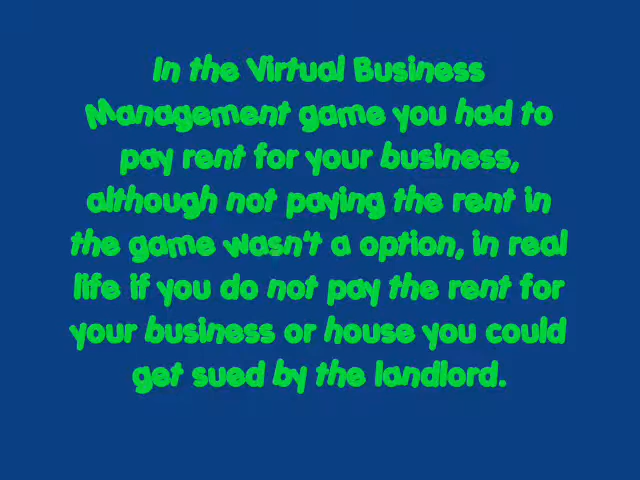 In the Virtual Business
Management game you had to
pay rent for your business,
although not paying the rent in
the game wasn't a option, in real
life if you do not pay the rent for
your business or house you could
get sued by the landlord.